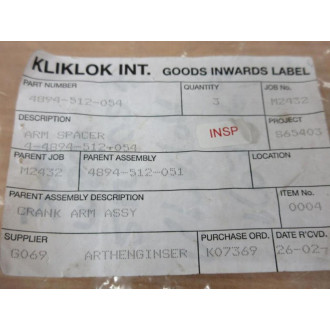 KLIKLOK INT. GOODS INWARDS LABEL
PART NUMBER QUANTITY JOB No.
4894-512-054 3 M2432
DESCRIPTION PROJECT
ARM SPACER INSP 865403
4-4894-512-054
PARENT JOB PARENT ASSEMBLY LOCATION
M2432 4894-512-051
PARENT ASSEMBLY DESCRIPTION ITEM No.
CRANK ARM ASSY 0004
SUPPLIER PURCHASE ORD. DATE R'CVD.
G069 ARTHENGINSER K07369 26-02-